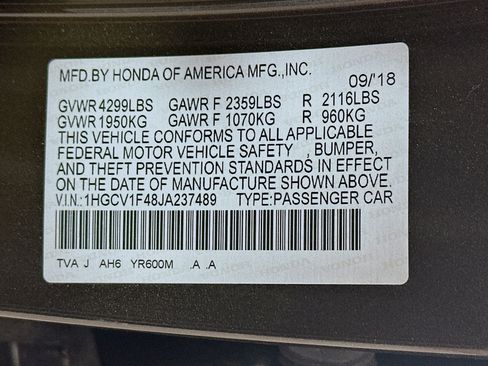 MFD.BY HONDA OF AMERICA MFG.,INC.
09/'18
GVWR 4299LBS GAWR F 2359LBS R 2116LBS
GVWR 1950KG GAWR F 1070KG R 960KG
THIS VEHICLE CONFORMS TO ALL APPLICABLE
FEDERAL MOTOR VEHICLE SAFETY , BUMPER,
AND THEFT PREVENTION STANDARDS IN EFFECT
ON THE DATE OF MANUFACTURE SHOWN ABOVE.
V.I.N.:1HGCV1F48JA237489 TYPE:PASSENGER CAR
TVA J AH6 YR600M .A .A